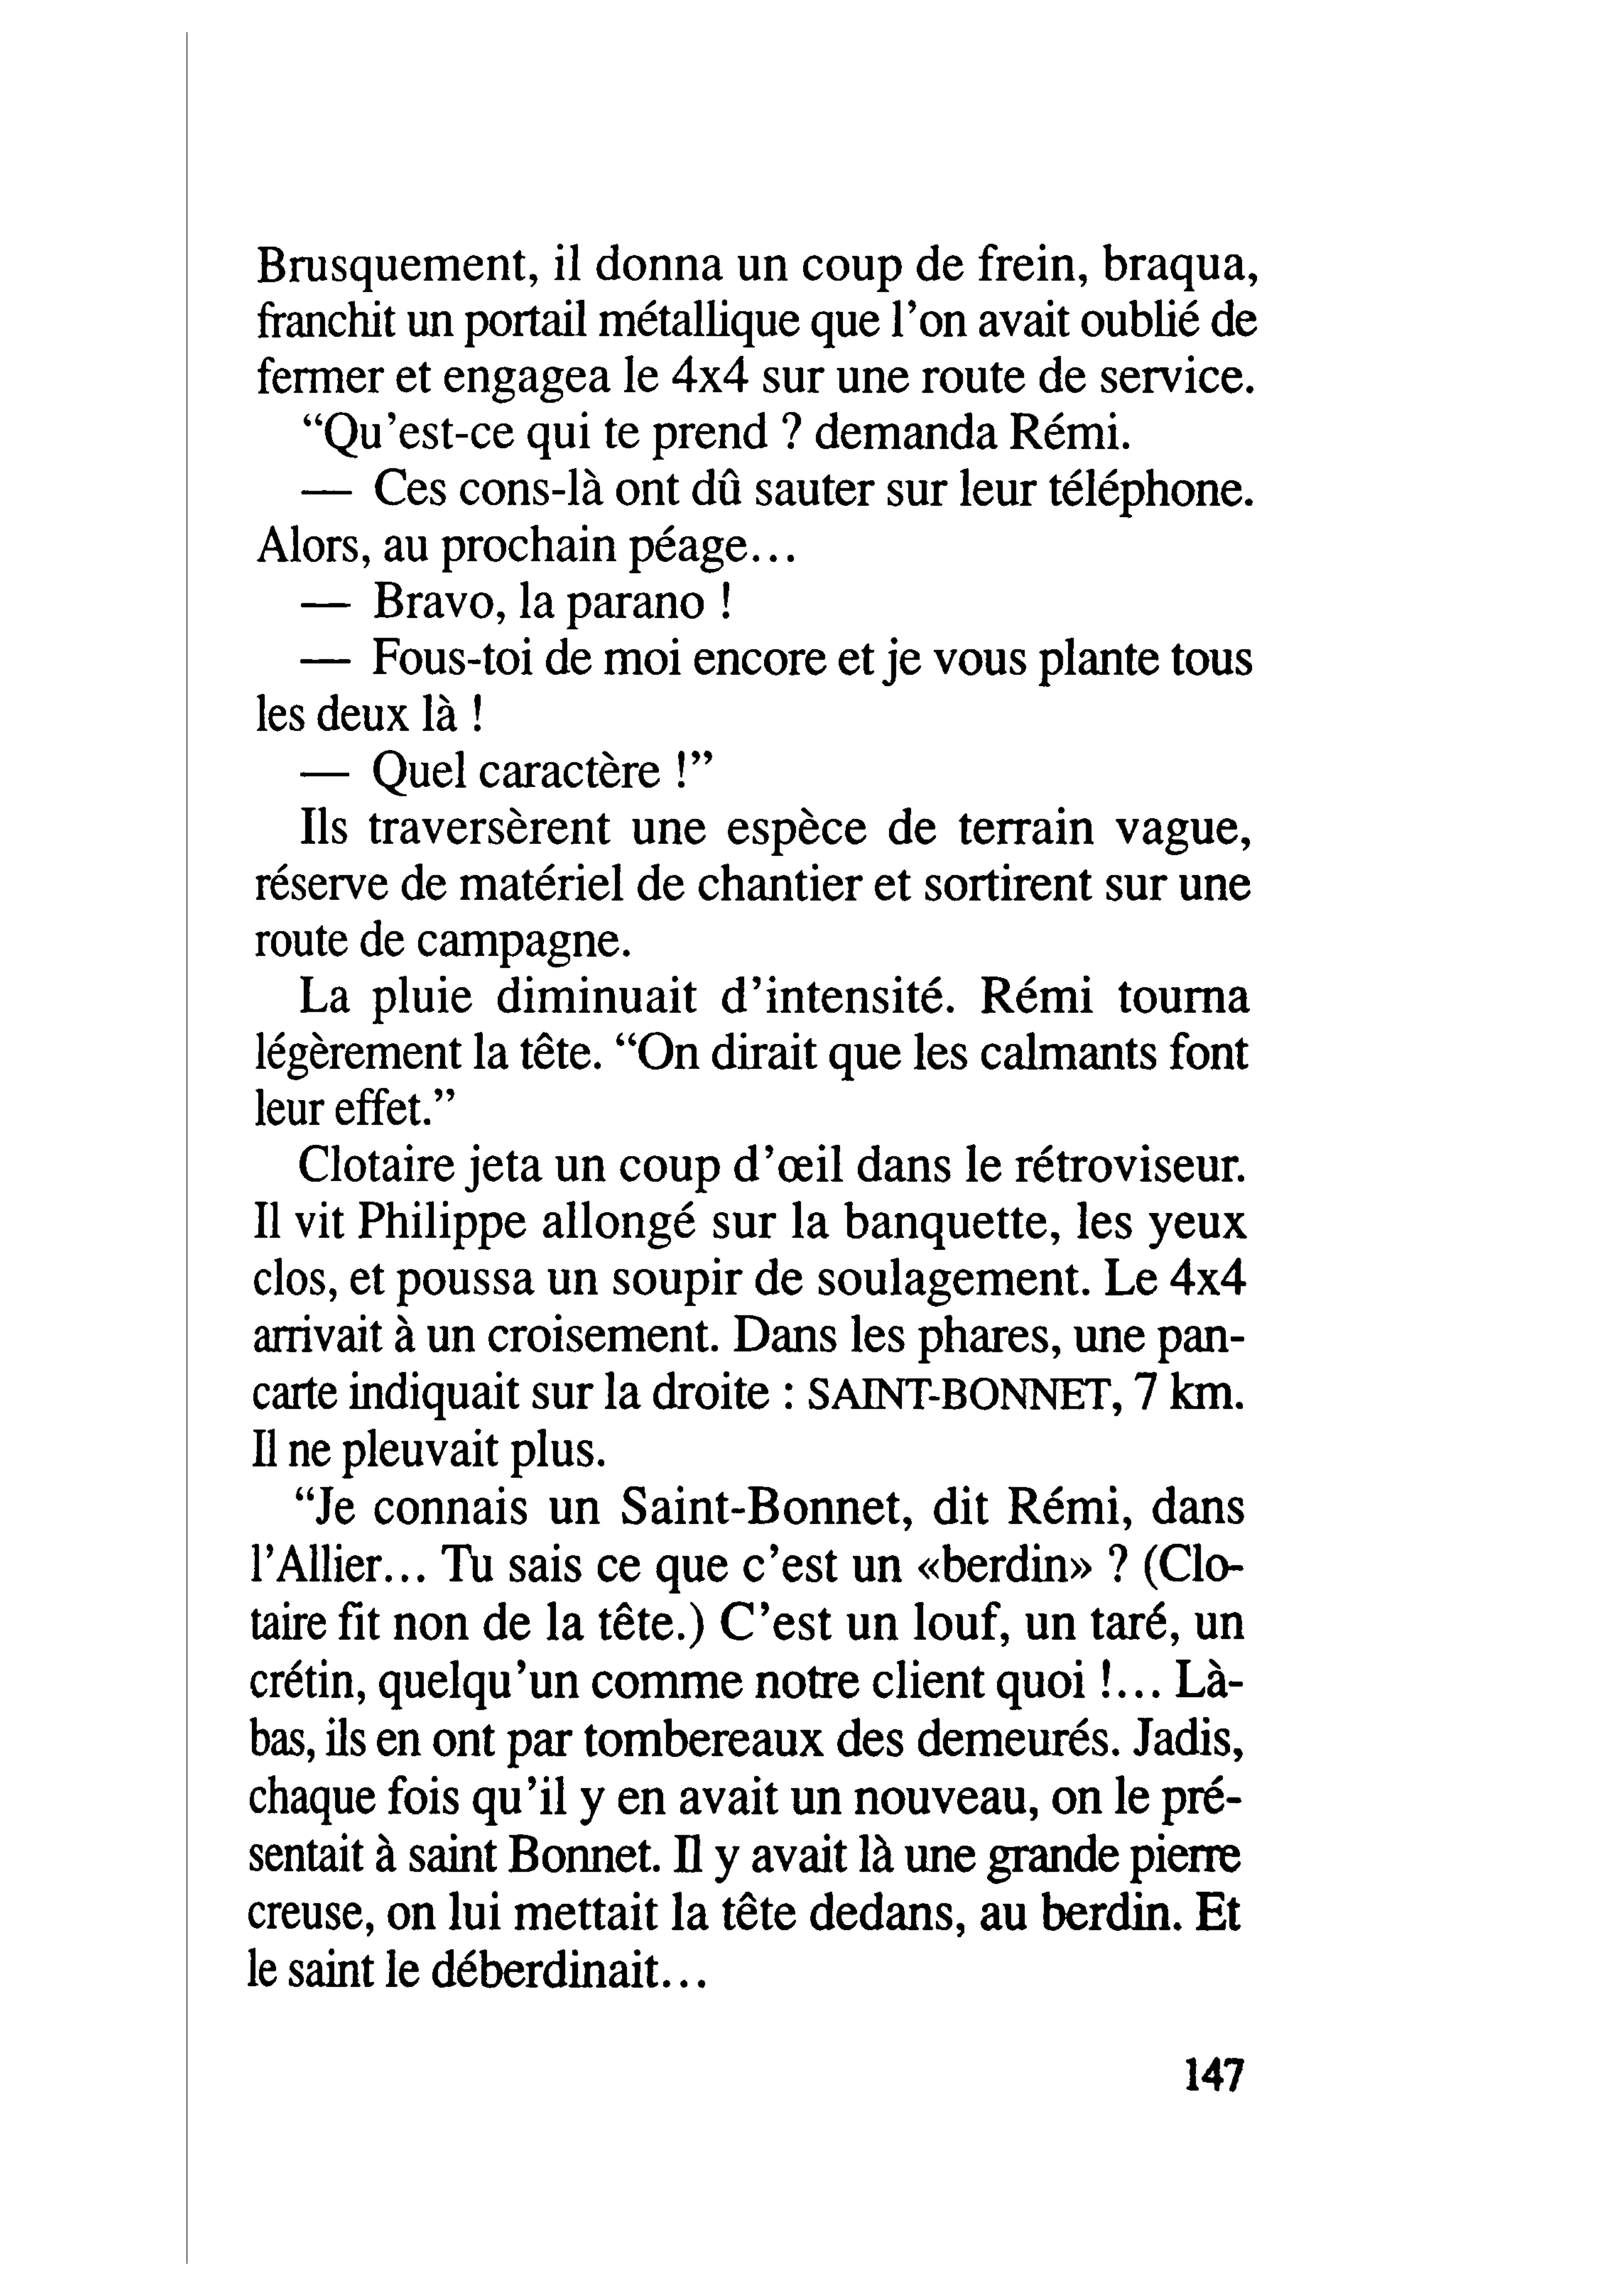 Brusquement, il donna un coup de frein, braqua,
franchit un portail métallique que l'on avait oublié de
fermer et engagea le 4x4 sur une route de service.
“Qu'est-ce qui te prend ? demanda Rémi.
— Ces cons-là ont dû sauter sur leur téléphone.
Alors, au prochain péage...
— Bravo, la parano !
— Fous-toi de moi encore et je vous plante tous
les deux là !
— Quel caractère !”
Ils traversèrent une espèce de terrain vague,
réserve de matériel de chantier et sortirent sur une
route de campagne.
La pluie diminuait d'intensité. Rémi tourna
légèrement la tête. “On dirait que les calmants font
leur effet.”
Clotaire jeta un coup d'œil dans le rétroviseur.
Il vit Philippe allongé sur la banquette, les yeux
clos, et poussa un soupir de soulagement. Le 4x4
arrivait à un croisement. Dans les phares, une pan-
carte indiquait sur la droite : SAINT-BONNET, 7 km.
Il ne pleuvait plus.
“Je connais un Saint-Bonnet, dit Rémi, dans
l'Allier... Tu sais ce que c'est un «berdin» ? (Clo-
taire fit non de la tête.) C'est un louf, un taré, un
crétin, quelqu'un comme notre client quoi !... Là-
bas, ils en ont par tombereaux des demeurés. Jadis,
chaque fois qu'il y en avait un nouveau, on le pré-
sentait à saint Bonnet. Il y avait là une grande pierre
creuse, on lui mettait la tête dedans, au berdin. Et
le saint le déberdinait...
147